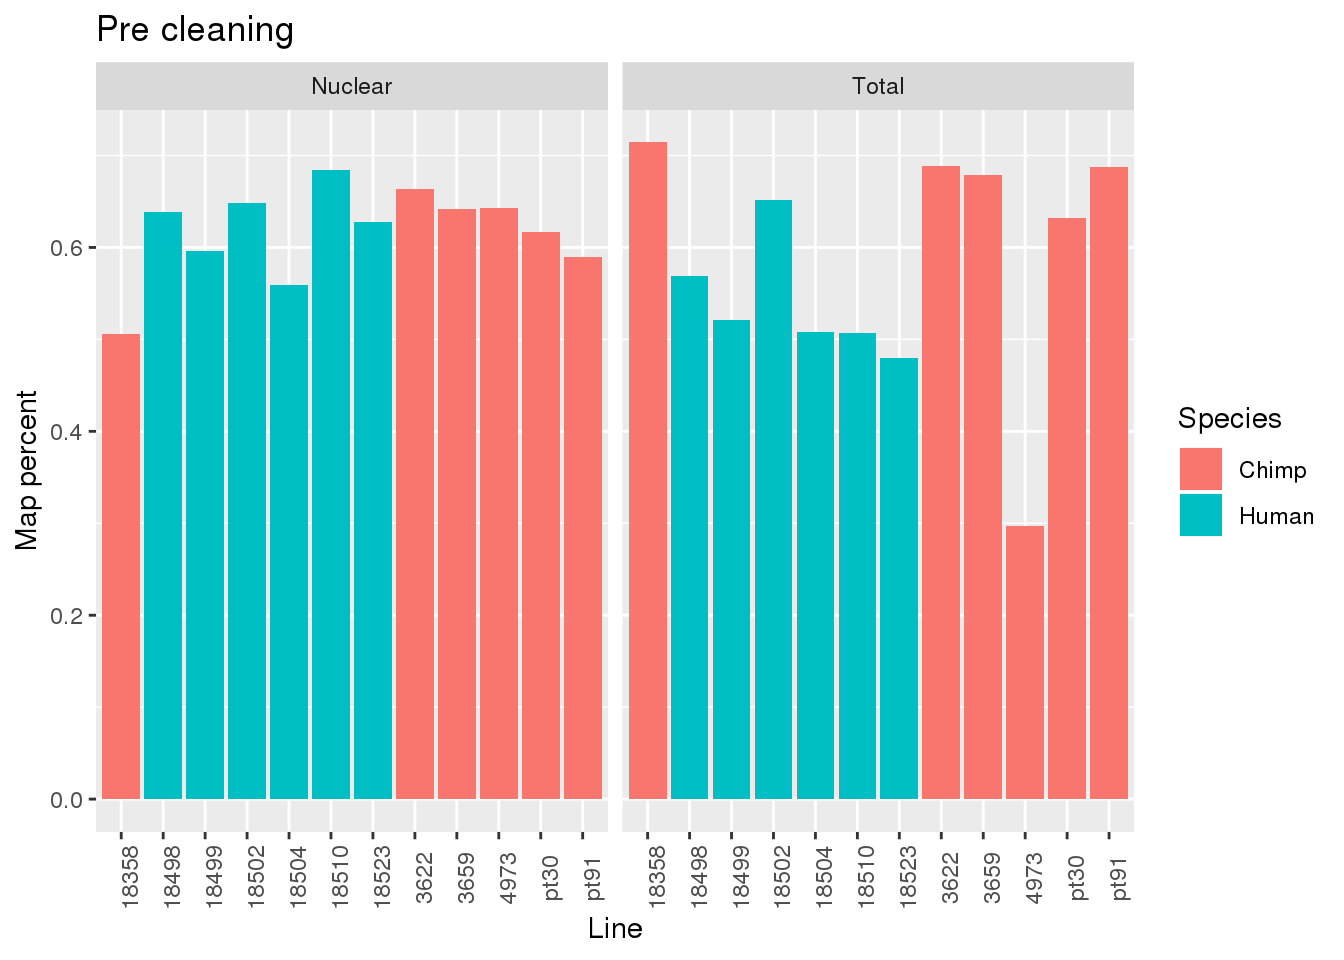 Pre cleaning
Nuclear
Total
Map percent
0.6
0.4
0.2
0.0
18358
18498
18499
18502
18504
18510
18523
3622
3659
4973
pt30
pt91
18358
18498
18499
18502
18504
18510
18523
3622
3659
4973
pt30
pt91
Line
Species
Chimp
Human